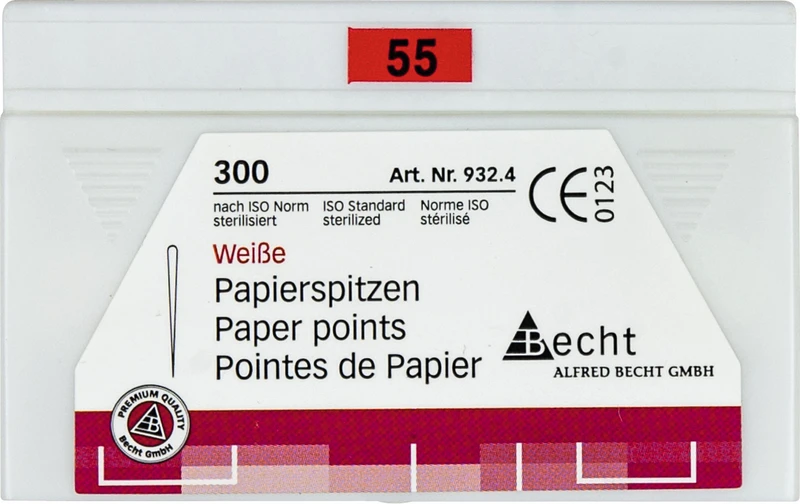 55
300 Art. Nr. 932.4
CE 0123
nach ISO Norm ISO Standard Norme ISO
sterilisiert sterilized stérilisé
Weiße
Papierspitzen
Paper points
Pointes de Papier
Becht
ALFRED BECHT GMBH
PREMIUM QUALITY
B
Becht GmbH